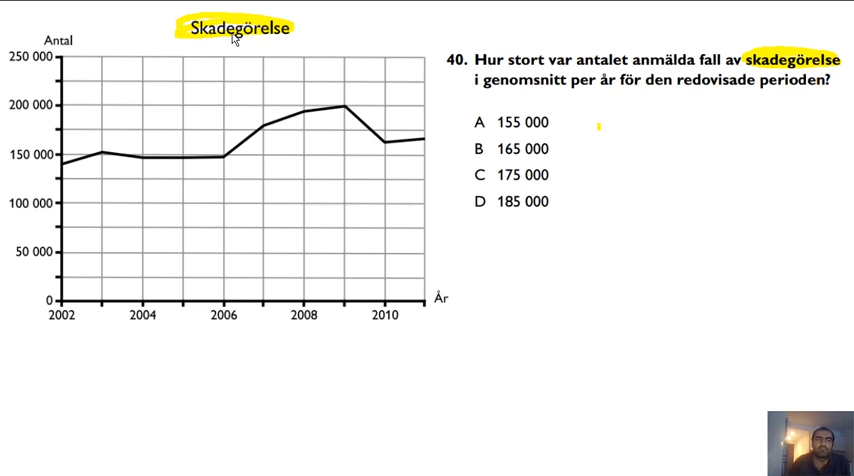 Skadegörelse
Antal
250 000
200 000
150 000
100 000
50 000
0
2002 2004 2006 2008 2010
År
40. Hur stort var antalet anmälda fall av skadegörelse
i genomsnitt per år för den redovisade perioden?
A 155 000
B 165 000
C 175 000
D 185 000